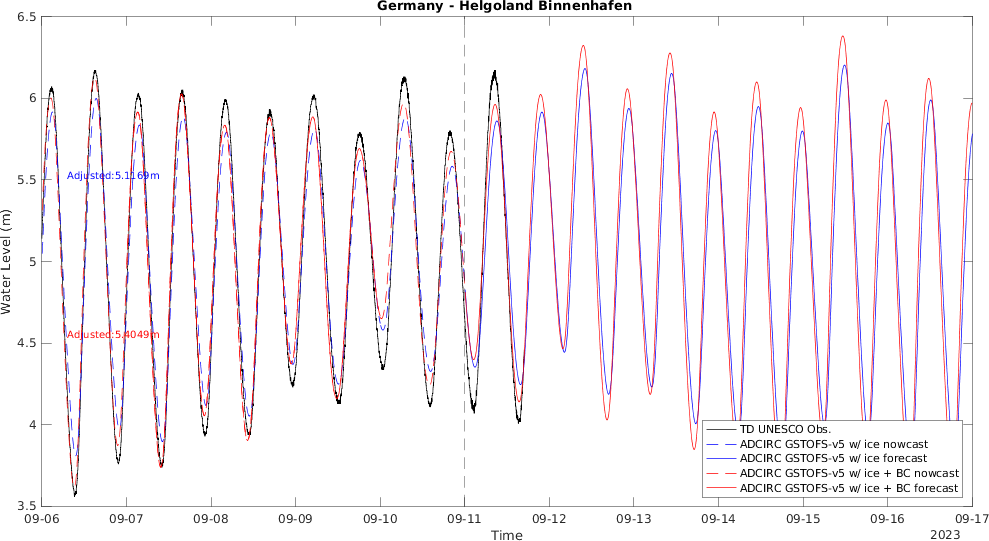 Germany - Helgoland Binnenhafen
6.5
6
5.5
5
4.5
4
3.5
Water Level (m)
Adjusted:5.1169m
Adjusted:5.4049m
TD UNESCO Obs.
ADCIRC GSTOFS-v5 w/ ice nowcast
ADCIRC GSTOFS-v5 w/ ice forecast
ADCIRC GSTOFS-v5 w/ ice + BC nowcast
ADCIRC GSTOFS-v5 w/ ice + BC forecast
09-06 09-07 09-08 09-09 09-10 09-11 09-12 09-13 09-14 09-15 09-16 09-17
Time
2023